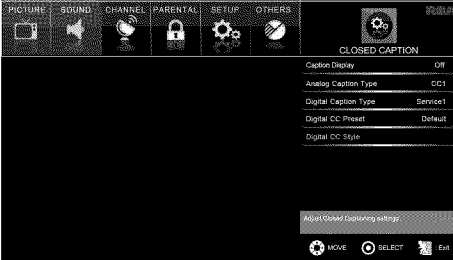 PICTURE SOUND CHANNEL PARENTAL SETUP OTHERS
CLOSED CAPTION
Caption Display Off
Analog Caption Type CC1
Digital Caption Type Service1
Digital CC Preset Default
Digital CC Style
Adjust Closed Captioning settings.
MOVE SELECT : Exit